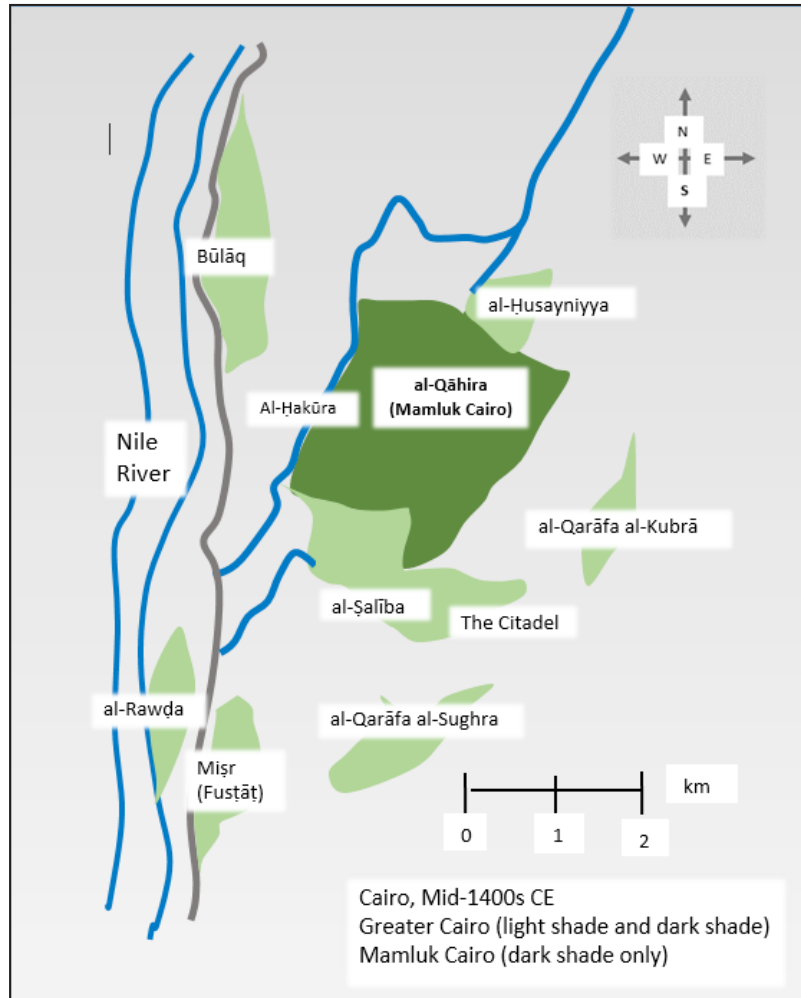 N
W E
S
Būlāq
al-Ḥusayniyya
al-Qāhira
(Mamluk Cairo)
Al-Ḥakūra
Nile
River
al-Qarāfa al-Kubrā
al-Ṣalība
The Citadel
al-Rawḍa
al-Qarāfa al-Sughra
Miṣr
(Fusṭāṭ)
km
0 1 2
Cairo, Mid-1400s CE
Greater Cairo (light shade and dark shade)
Mamluk Cairo (dark shade only)